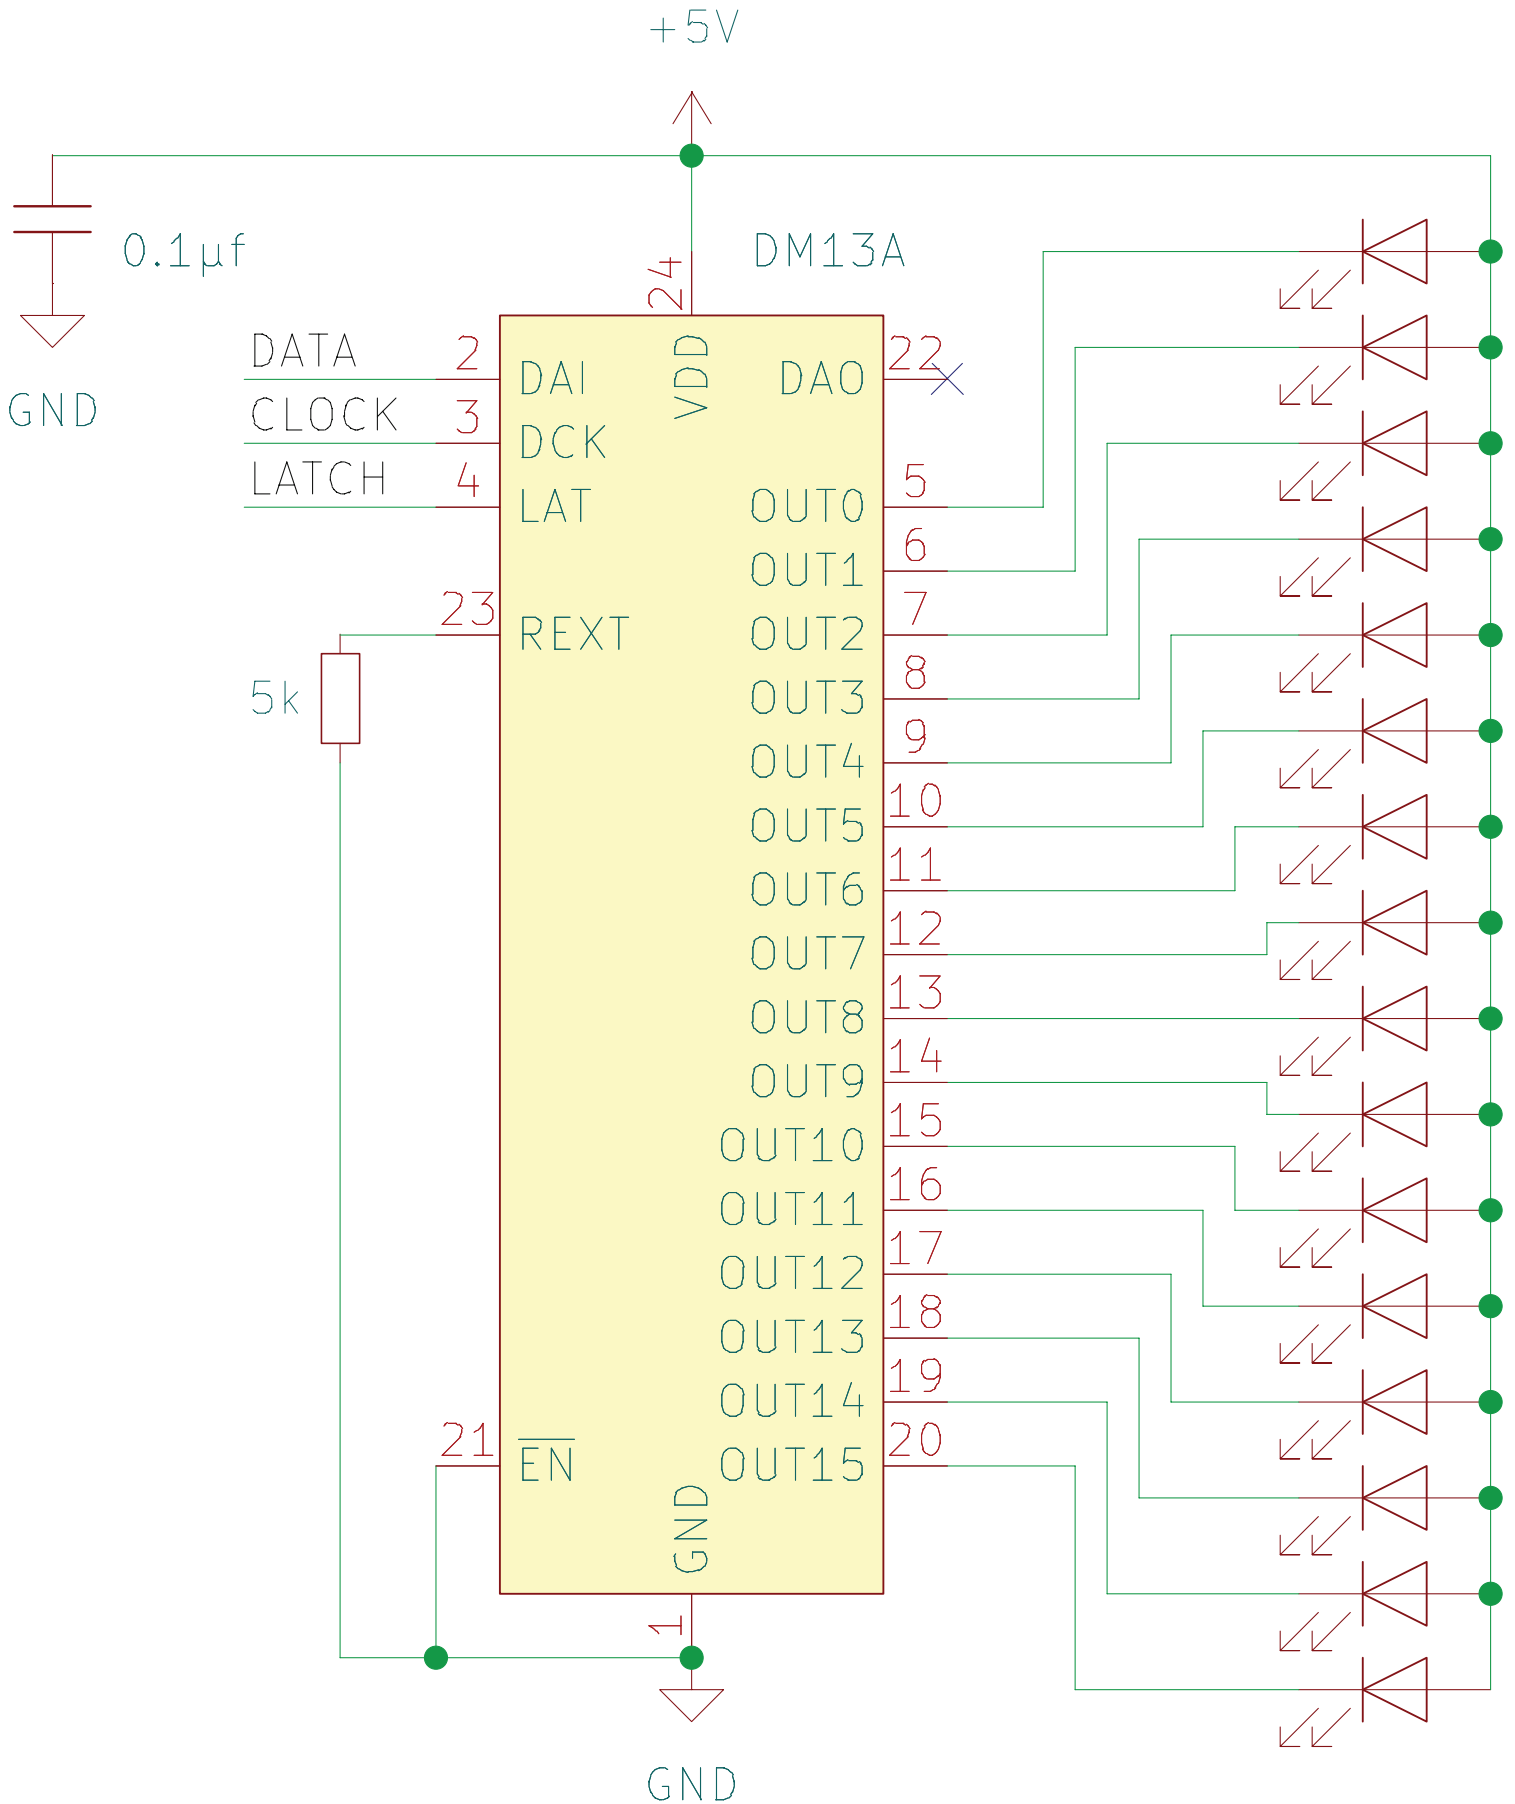 +5V
0.1µf
DM13A
24
DATA
2
DAI
VDD
DAO
22
GND
CLOCK
3
DCK
LATCH
4
LAT
OUT0
5
OUT1
6
23
REXT
OUT2
7
5k
OUT3
8
OUT4
9
OUT5
10
OUT6
11
OUT7
12
OUT8
13
OUT9
14
OUT10
15
OUT11
16
OUT12
17
OUT13
18
OUT14
19
21
EN
OUT15
20
GND
1
GND